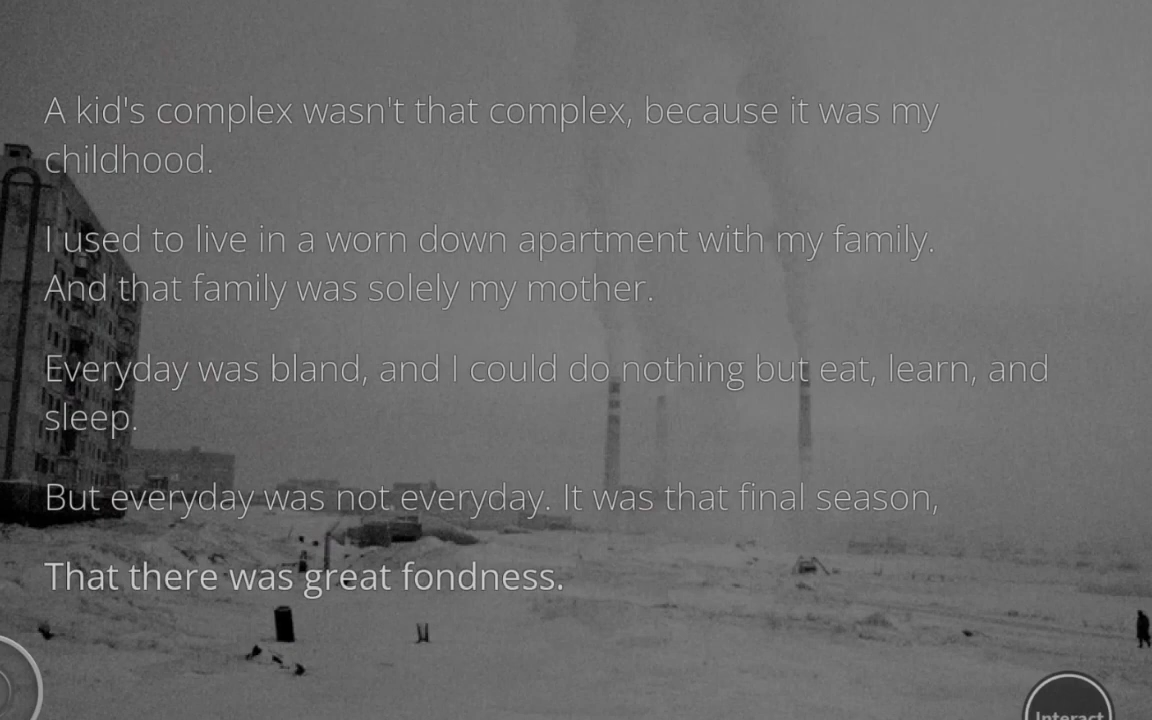 A kid's complex wasn't that complex, because it was my
childhood.
I used to live in a worn down apartment with my family.
And that family was solely my mother.
Everyday was bland, and I could do nothing but eat, learn, and
sleep.
But everyday was not everyday. It was that final season,
That there was great fondness.
Interact